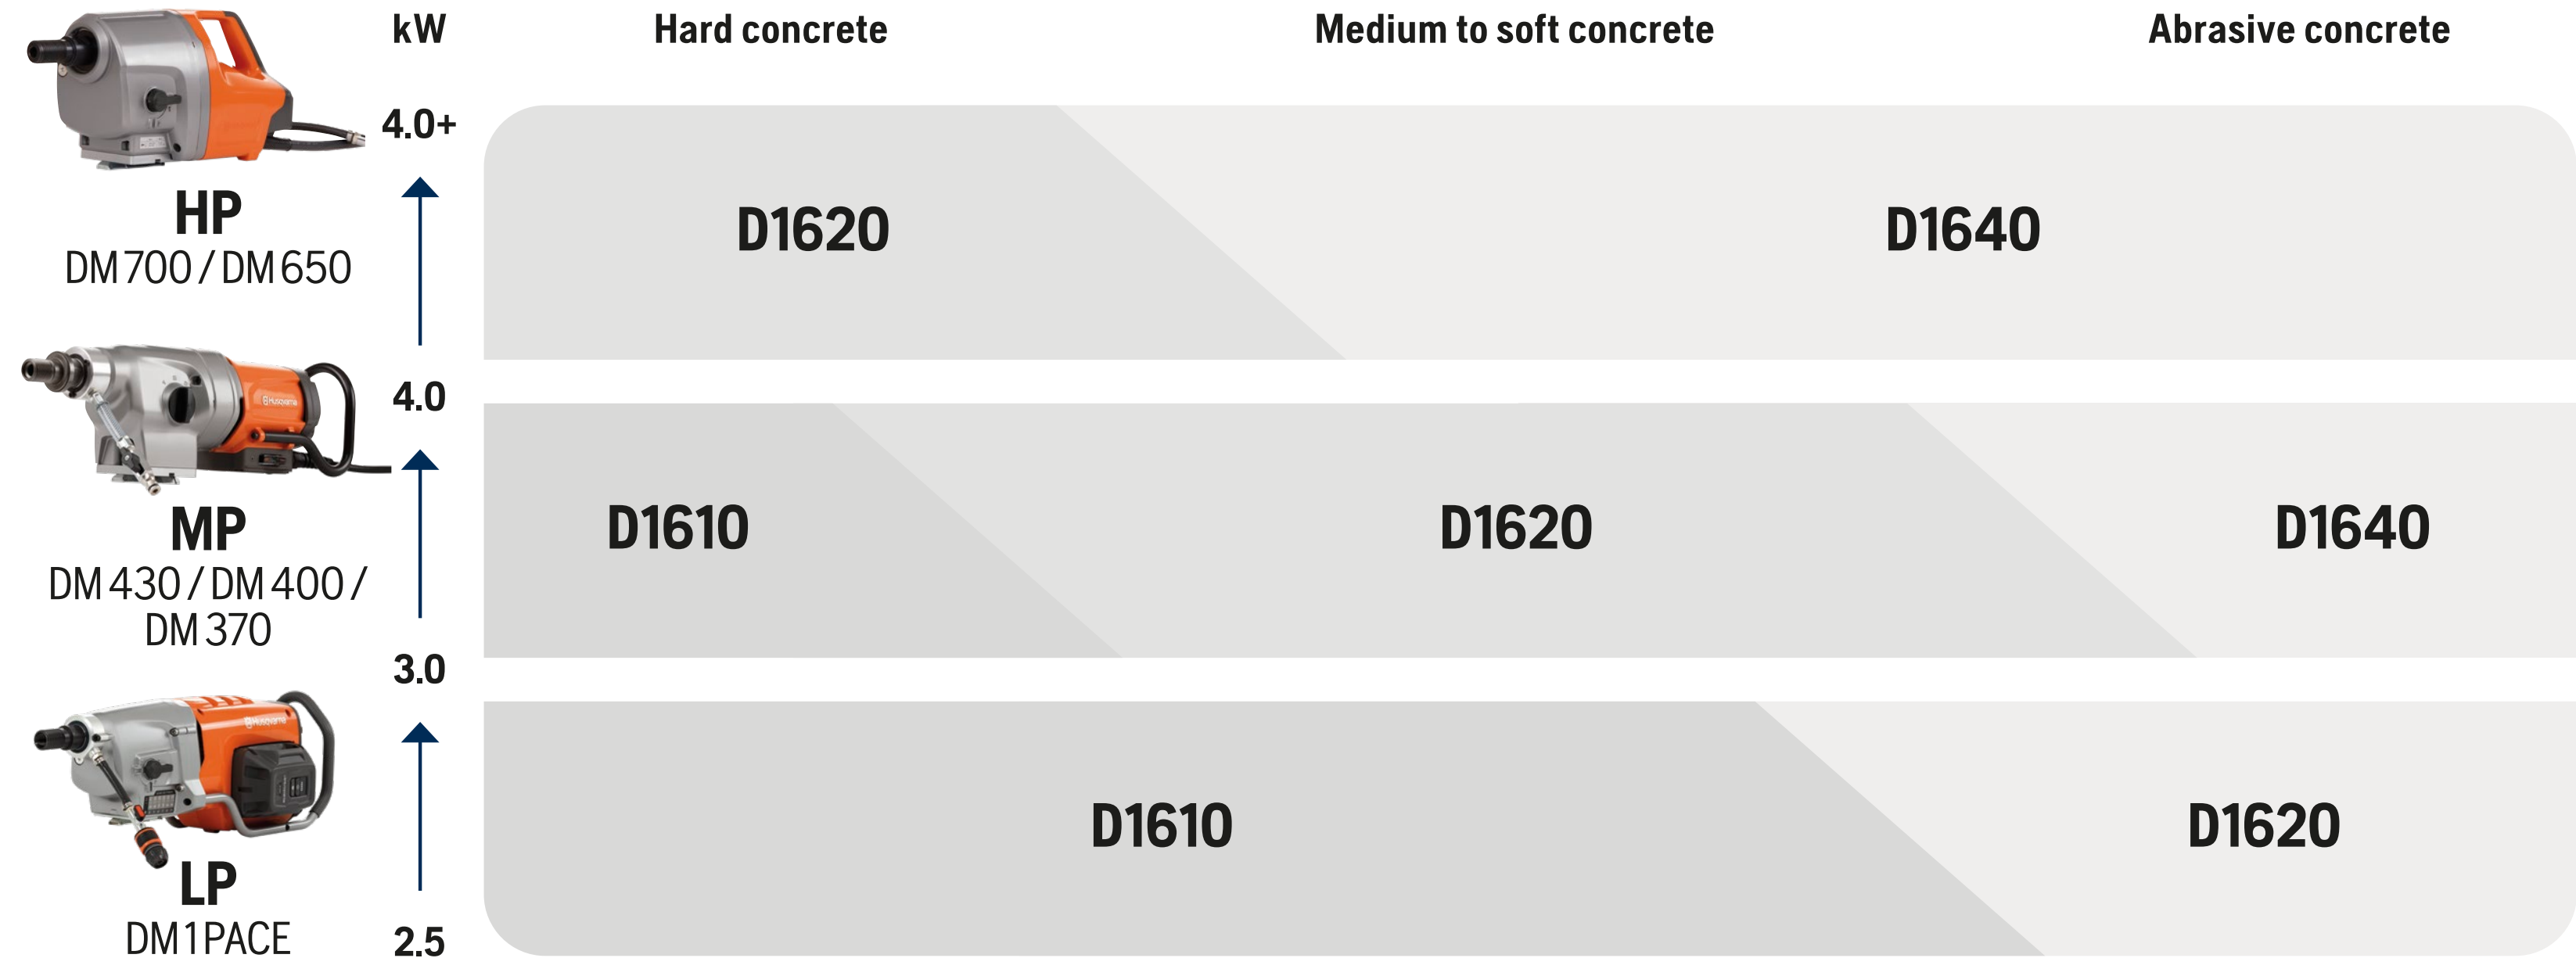 kW
Hard concrete
Medium to soft concrete
Abrasive concrete
4.0+
HP
DM 700 / DM 650
D1620
D1640
4.0
Husqvarna
MP
DM 430 / DM 400 /
DM 370
D1610
D1620
D1640
3.0
Husqvarna
LP
DM 1 PACE
D1610
D1620
2.5